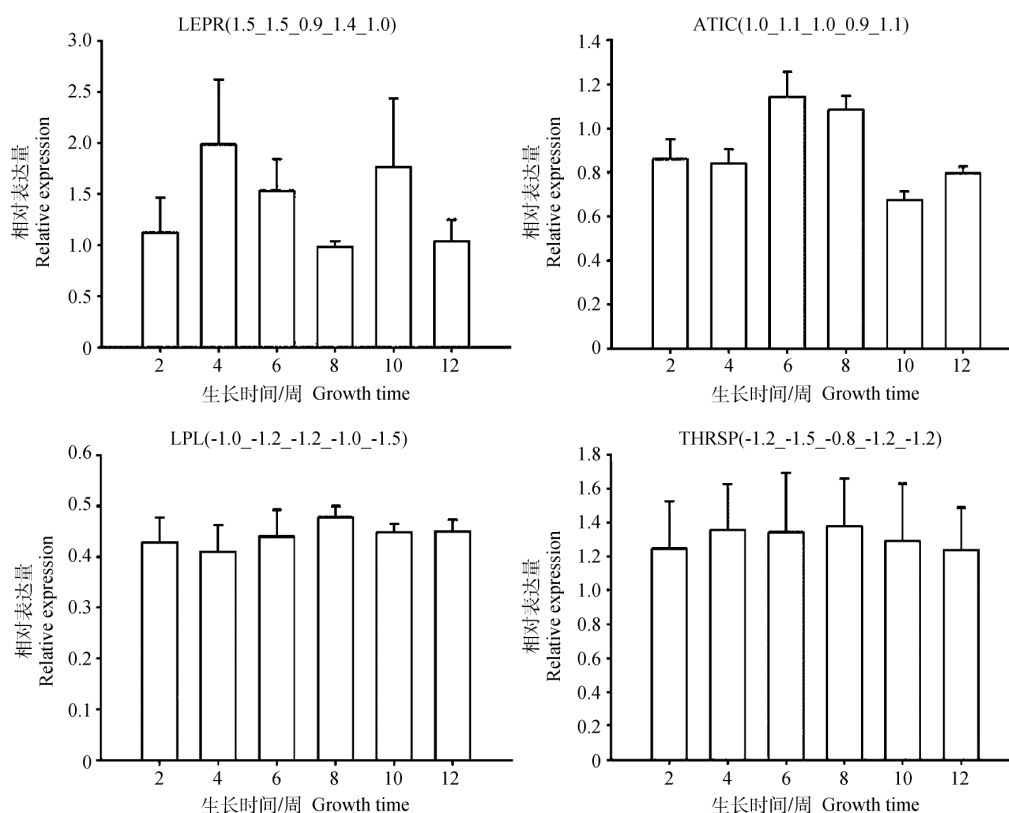 LEPR(1.5_1.5_0.9_1.4_1.0)
3.0
2.5
2.0
1.5
1.0
0.5
0
相对表达量
Relative expression
2 4 6 8 10 12
生长时间/周 Growth time
ATIC(1.0_1.1_1.0_0.9_1.1)
1.4
1.2
1.0
0.8
0.6
0.4
0.2
0
相对表达量
Relative expression
2 4 6 8 10 12
生长时间/周 Growth time
LPL(-1.0_-1.2_-1.2_-1.0_-1.5)
0.6
0.5
0.4
0.3
0.2
0.1
0
相对表达量
Relative expression
2 4 6 8 10 12
生长时间/周 Growth time
THRSP(-1.2_-1.5_-0.8_-1.2_-1.2)
1.8
1.6
1.4
1.2
1.0
0.8
0.6
0.4
0.2
0
相对表达量
Relative expression
2 4 6 8 10 12
生长时间/周 Growth time